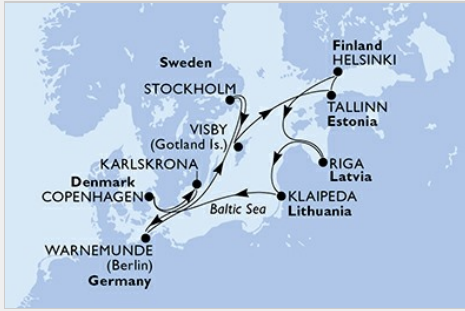 Finland
HELSINKI
Sweden
STOCKHOLM
TALLINN
Estonia
VISBY
(Gotland Is.)
KARLSKRONA
RIGA
Latvia
Denmark
COPENHAGEN
KLAIPEDA
Lithuania
Baltic Sea
WARNEMUNDE
(Berlin)
Germany